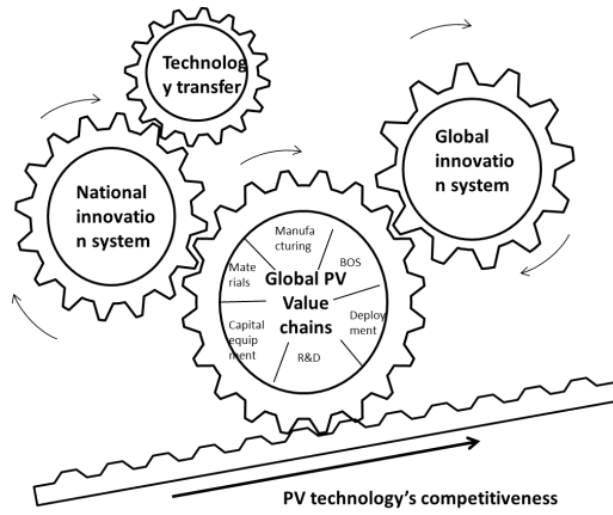 Technolog
y transfer
National
innovatio
n system
Global
innovatio
n system
Manufa
cturing
BOS
Mate
rials
Global PV
Value
chains
Deploy
ment
Capital
equip
ment
R&D
PV technology's competitiveness